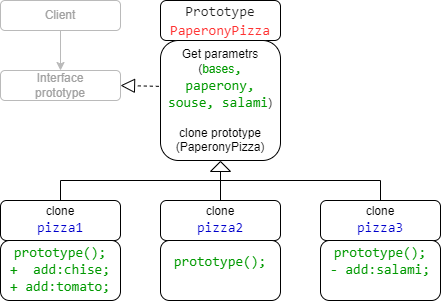 Client
Interface
prototype
Prototype
PaperonyPizza
Get parametrs
(bases,
paperony,
souse, salami)
clone prototype
(PaperonyPizza)
clone
pizza1
prototype();
+ add:chise;
+ add:tomato;
clone
pizza2
prototype();
clone
pizza3
prototype();
- add:salami;